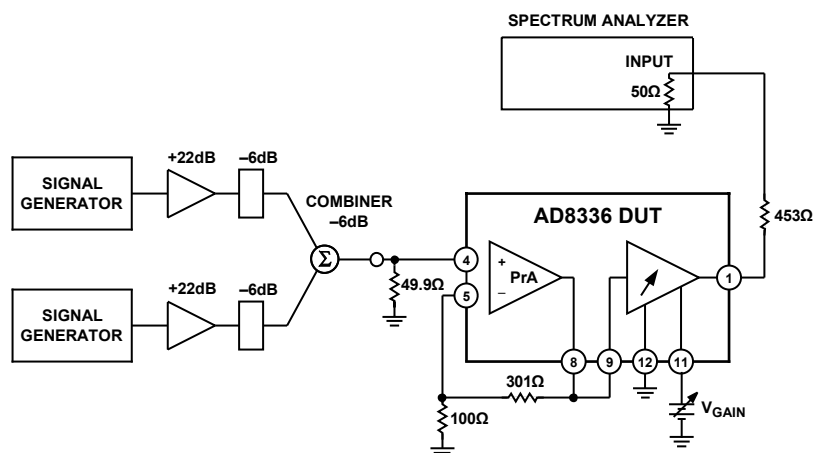 SPECTRUM ANALYZER
INPUT
50Ω
+22dB
–6dB
SIGNAL
GENERATOR
COMBINER
–6dB
Σ
49.9Ω
+22dB
–6dB
SIGNAL
GENERATOR
AD8336 DUT
453Ω
4
+
PrA
–
5
1
8
9
12
11
301Ω
100Ω
VGAIN